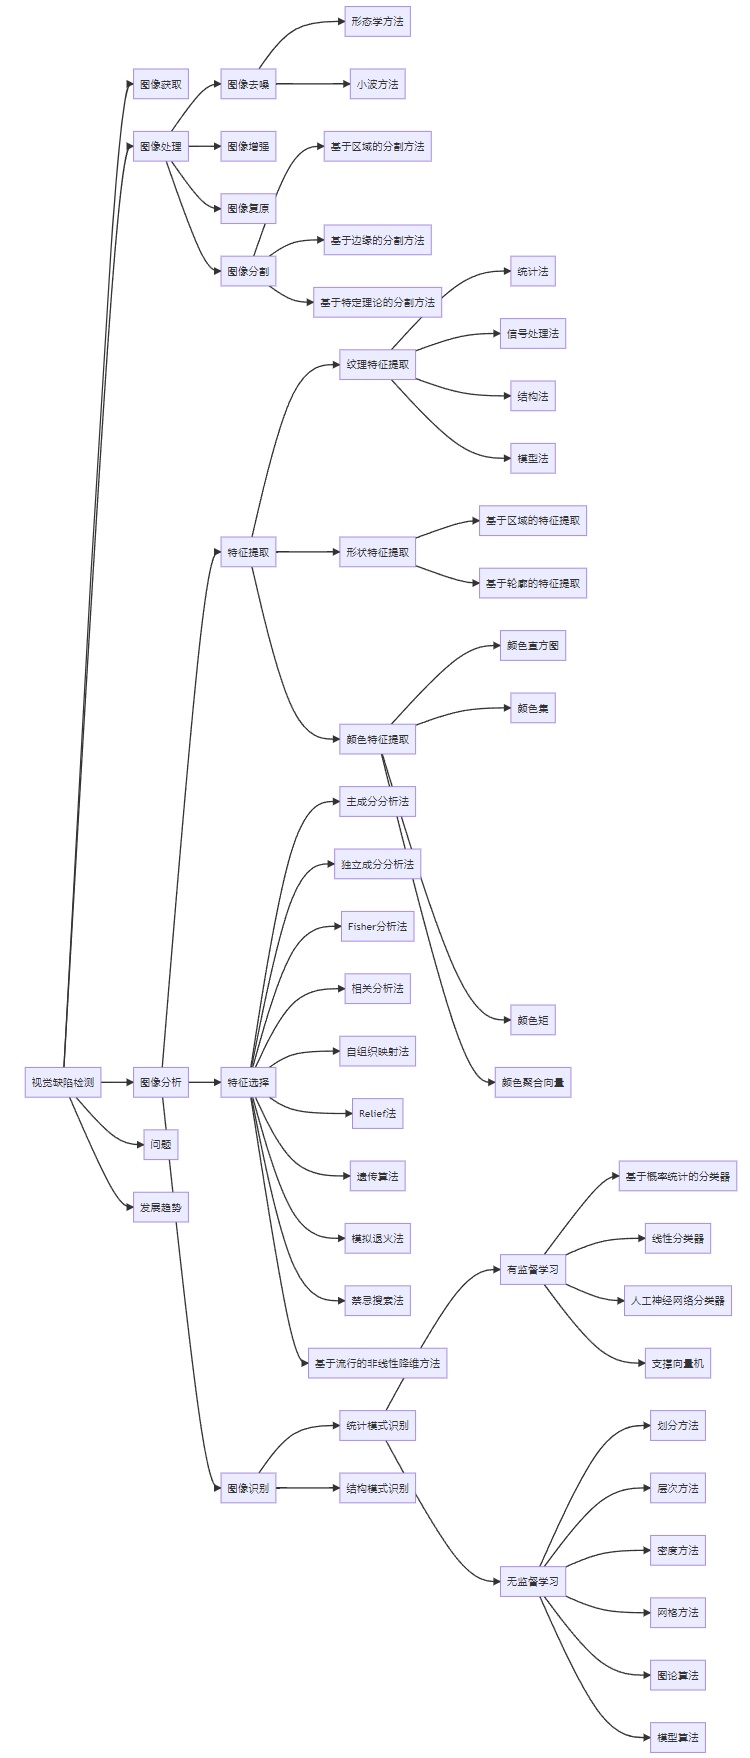 形态学方法
图像获取
图像去噪
小波方法
图像处理
图像增强
基于区域的分割方法
图像复原
基于边缘的分割方法
图像分割
统计法
基于特定理论的分割方法
信号处理法
纹理特征提取
结构法
模型法
基于区域的特征提取
特征提取
形状特征提取
基于轮廓的特征提取
颜色直方图
颜色集
颜色特征提取
主成分分析法
独立成分分析法
Fisher分析法
相关分析法
颜色矩
自组织映射法
视觉缺陷检测
图像分析
特征选择
颜色聚合向量
Relief法
问题
遗传算法
基于概率统计的分类器
发展趋势
模拟退火法
线性分类器
有监督学习
禁忌搜索法
人工神经网络分类器
基于流行的非线性降维方法
支撑向量机
统计模式识别
划分方法
图像识别
结构模式识别
层次方法
密度方法
无监督学习
网格方法
图论算法
模型算法